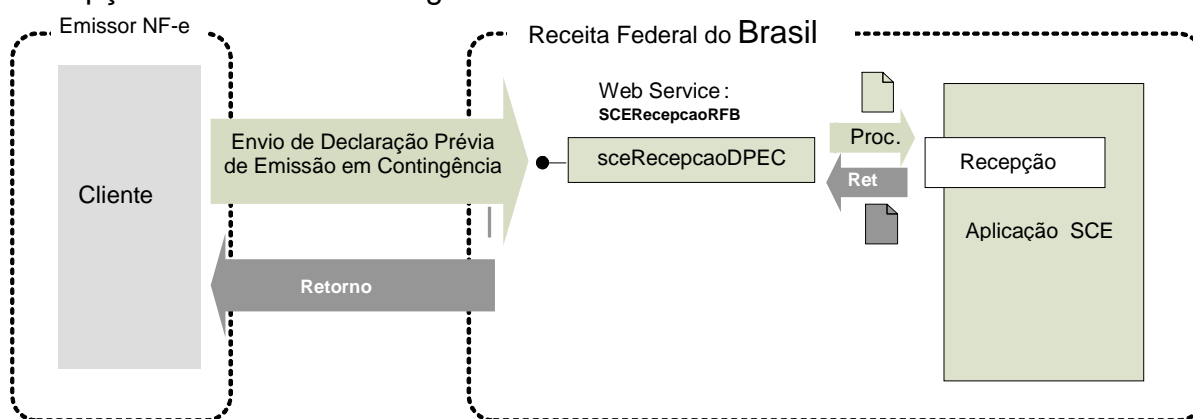 Emissor NF-e
Receita Federal do Brasil
Web Service :
SCERecepcaoRFB
Envio de Declaração Prévia
de Emissão em Contingência
sceRecepcaoDPEC
Proc.
Ret
Recepção
Cliente
Aplicação SCE
Retorno